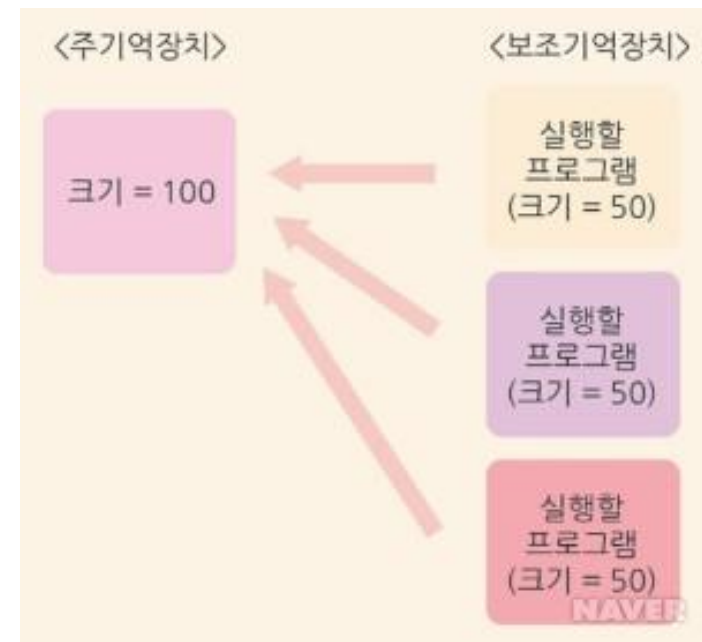 <주기억장치>
<보조기억장치>
크기 = 100
실행할
프로그램
(크기 = 50)
실행할
프로그램
(크기 = 50)
실행할
프로그램
(크기 = 50)
NAVER